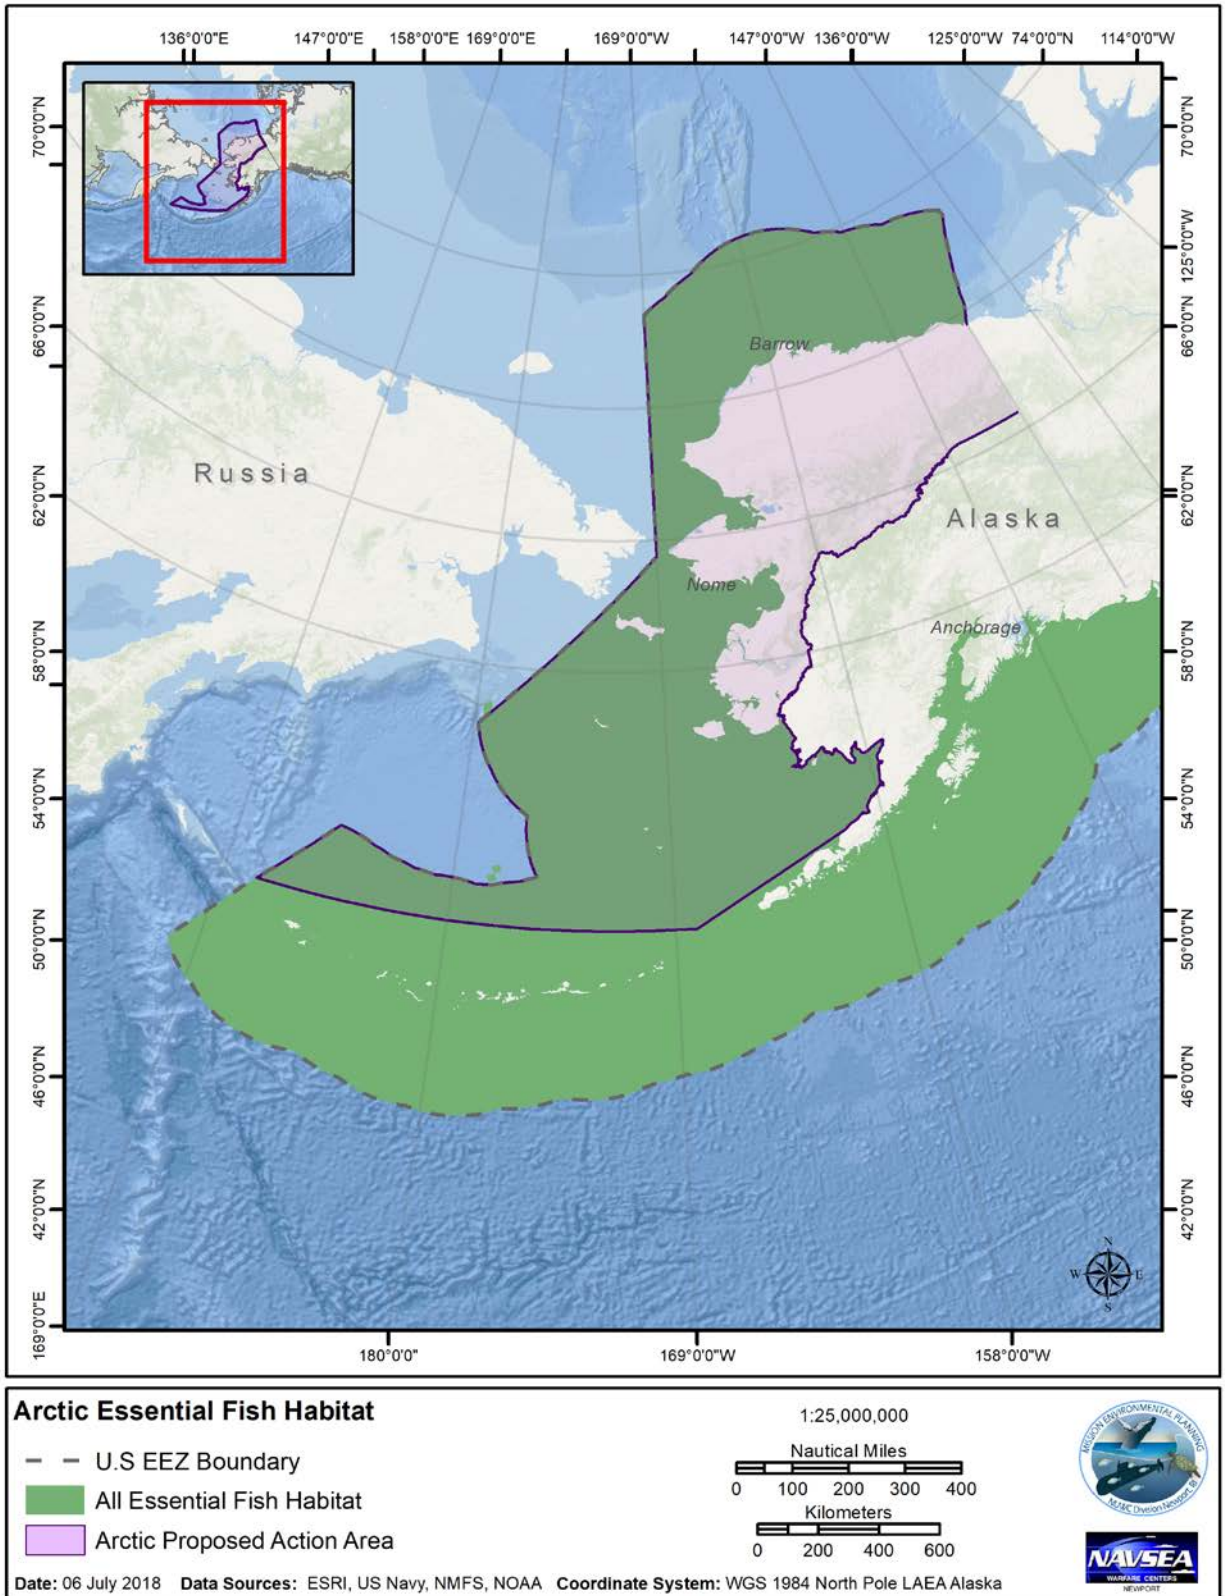 136°0'0"E 147°0'0"E 158°0'0"E 169°0'0"E 169°0'0"W 147°0'0"W 136°0'0"W 125°0'0"W 74°0'0"N 114°0'0"W
70°0'0"N
66°0'0"N
62°0'0"N
58°0'0"N
54°0'0"N
50°0'0"N
46°0'0"N
42°0'0"N
169°0'0"E
70°0'0"N
125°0'0"W
66°0'0"N
62°0'0"N
58°0'0"N
54°0'0"N
50°0'0"N
46°0'0"N
42°0'0"N
Barrow
Russia
Alaska
Nome
Anchorage
N
W E
S
180°0'0" 169°0'0"W 158°0'0"W
Arctic Essential Fish Habitat
U.S EEZ Boundary
All Essential Fish Habitat
Arctic Proposed Action Area
1:25,000,000
Nautical Miles
0 100 200 300 400
Kilometers
0 200 400 600
MISSION ENVIRONMENTAL PLANNING
NUWC Division Newport, RI
NAVSEA
WARFARE CENTERS
NEWPORT
Date: 06 July 2018 Data Sources: ESRI, US Navy, NMFS, NOAA Coordinate System: WGS 1984 North Pole LAEA Alaska